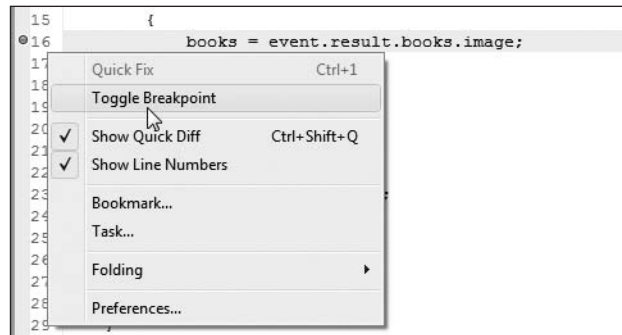 15 {
16 books = event.result.books.image;
17
Quick Fix Ctrl+1
18
Toggle Breakpoint
19
20
Show Quick Diff Ctrl+Shift+Q
21
Show Line Numbers
22
23 ;
Bookmark...
24
Task...
25
26
Folding
27
28
Preferences...
29 }